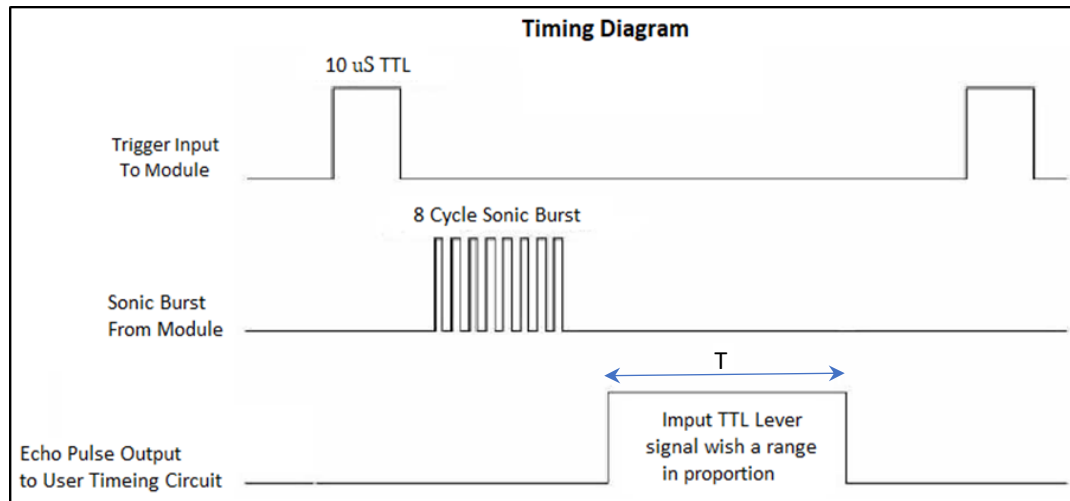 Timing Diagram
10 uS TTL
Trigger Input
To Module
8 Cycle Sonic Burst
Sonic Burst
From Module
T
Imput TTL Lever
signal wish a range
in proportion
Echo Pulse Output
to User Timeing Circuit